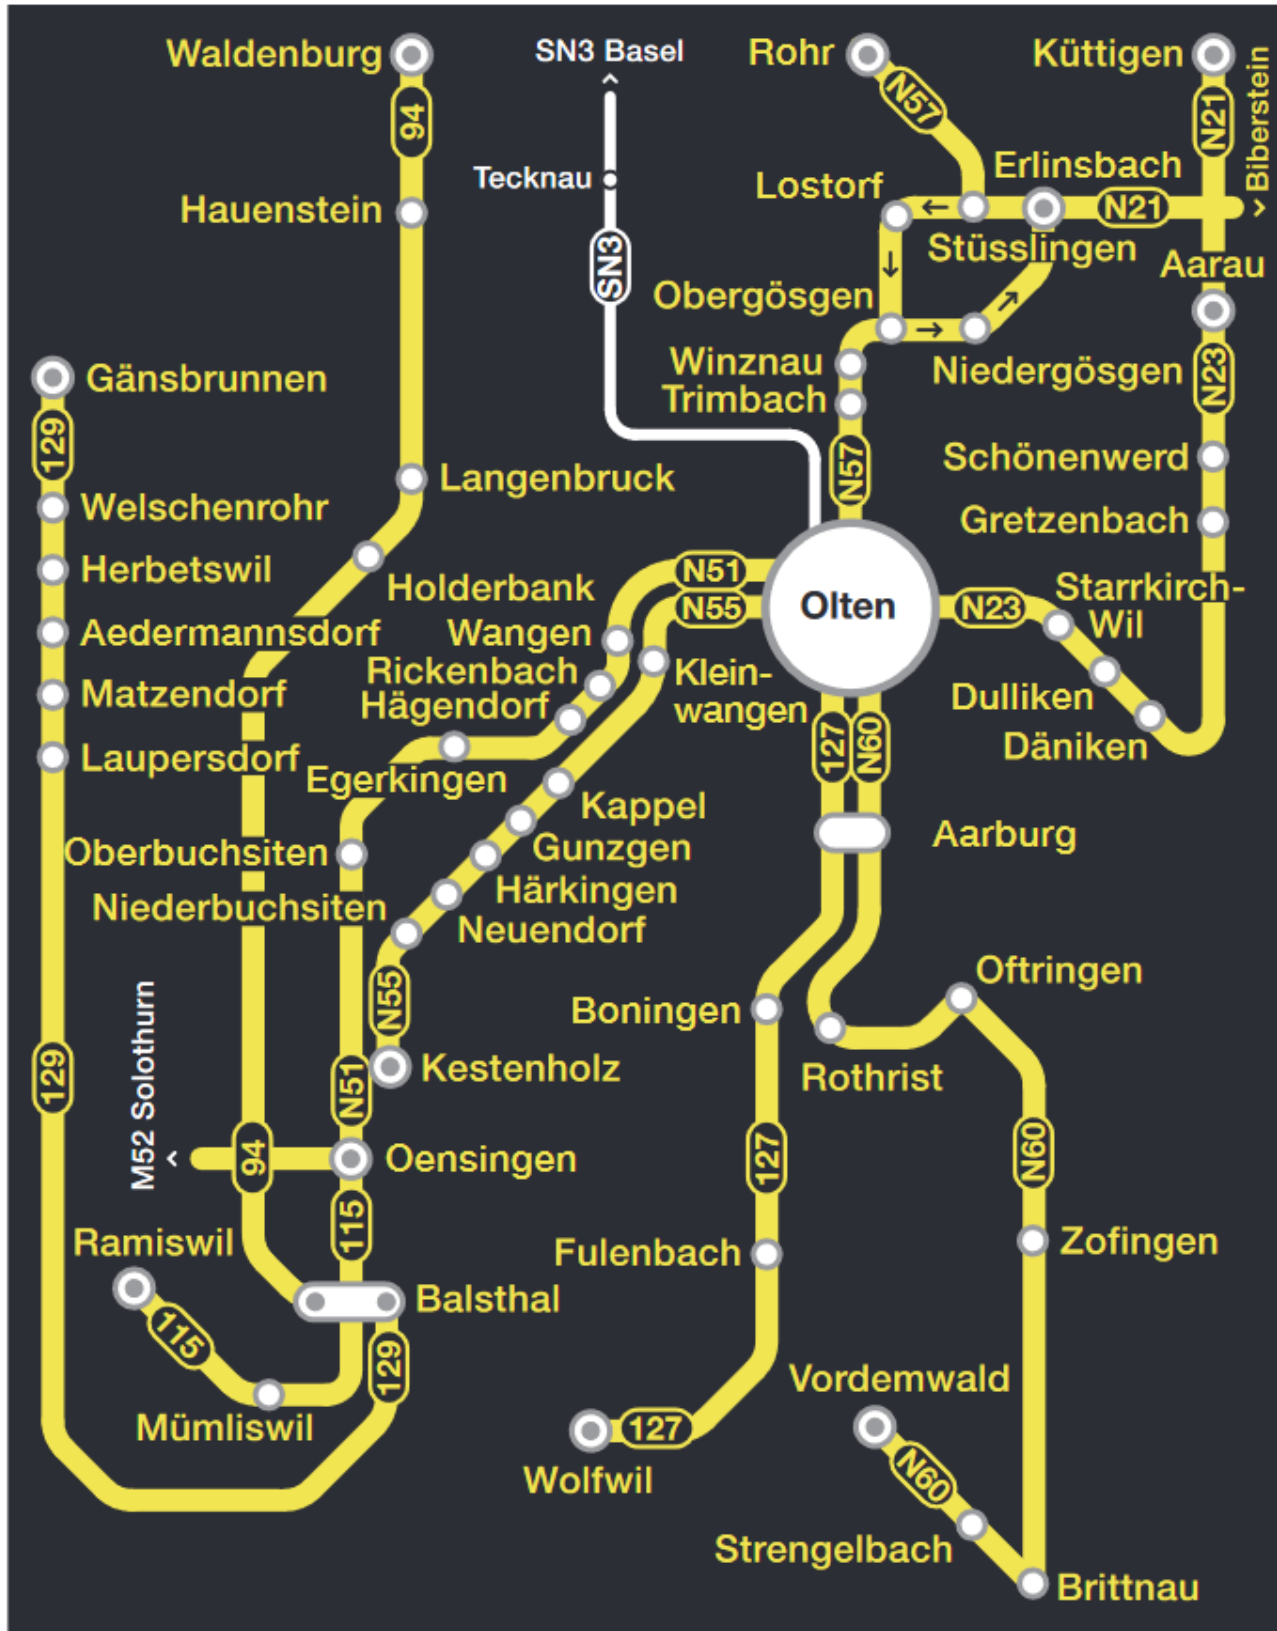 Waldenburg
SN3 Basel
Rohr
Küttigen
94
N57
N21
Biberstein
Tecknau
Erlinsbach
Lostorf
Hauenstein
N21
Stüsslingen
SN3
Aarau
Obergösgen
Winznau
Niedergösgen
N23
Gänsbrunnen
Trimbach
129
Schönenwerd
N57
Langenbruck
Welschenrohr
Gretzenbach
Herbetswil
Holderbank
N51
Starrkirch-
Wil
N55
Olten
N23
Aedermannsdorf
Wangen
Rickenbach
Klein-
wangen
Matzendorf
Hägendorf
Dulliken
Däniken
127
N60
Laupersdorf
Egerkingen
Kappel
Aarburg
Oberbuchsiten
Gunzgen
Härkingen
Niederbuchsiten
Neuendorf
Oftringen
N55
Boningen
M52 Solothurn
129
N51
Kestenholz
Rothrist
94
Oensingen
127
N60
115
Ramiswil
Fulenbach
Zofingen
Balsthal
115
129
Vordemwald
Mümliswil
127
Wolfwil
N60
Strengelbach
Brittnau